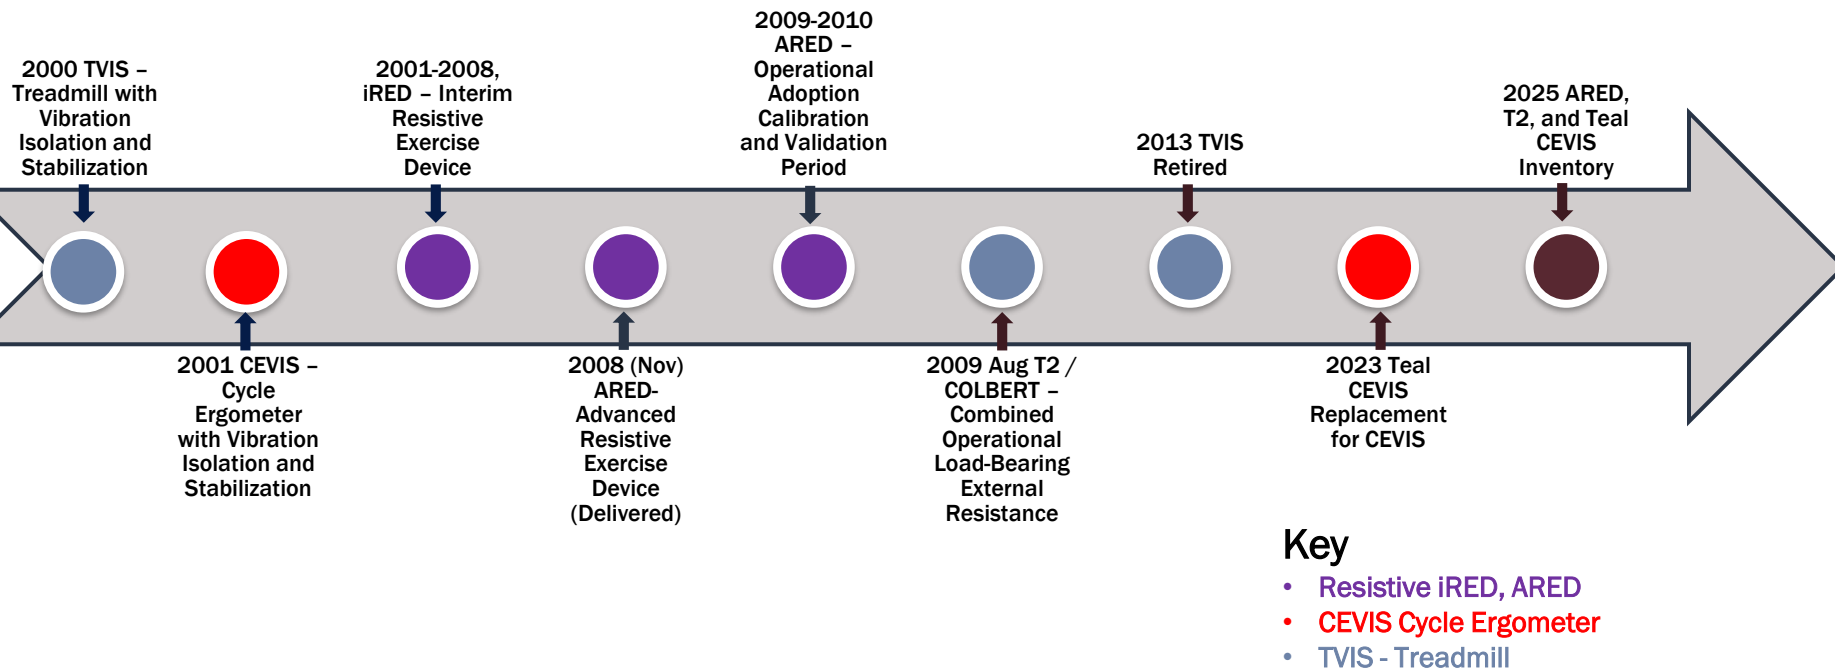 2000 TVIS –
Treadmill with
Vibration
Isolation and
Stabilization
2001 CEVIS –
Cycle
Ergometer
with Vibration
Isolation and
Stabilization
2001-2008,
iRED – Interim
Resistive
Exercise
Device
2008 (Nov)
ARED-
Advanced
Resistive
Exercise
Device
(Delivered)
2009-2010
ARED –
Operational
Adoption
Calibration
and Validation
Period
2009 Aug T2 /
COLBERT –
Combined
Operational
Load-Bearing
External
Resistance
2013 TVIS
Retired
2023 Teal
CEVIS
Replacement
for CEVIS
2025 ARED,
T2, and Teal
CEVIS
Inventory
Key
• Resistive iRED, ARED
• CEVIS Cycle Ergometer
• TVIS - Treadmill